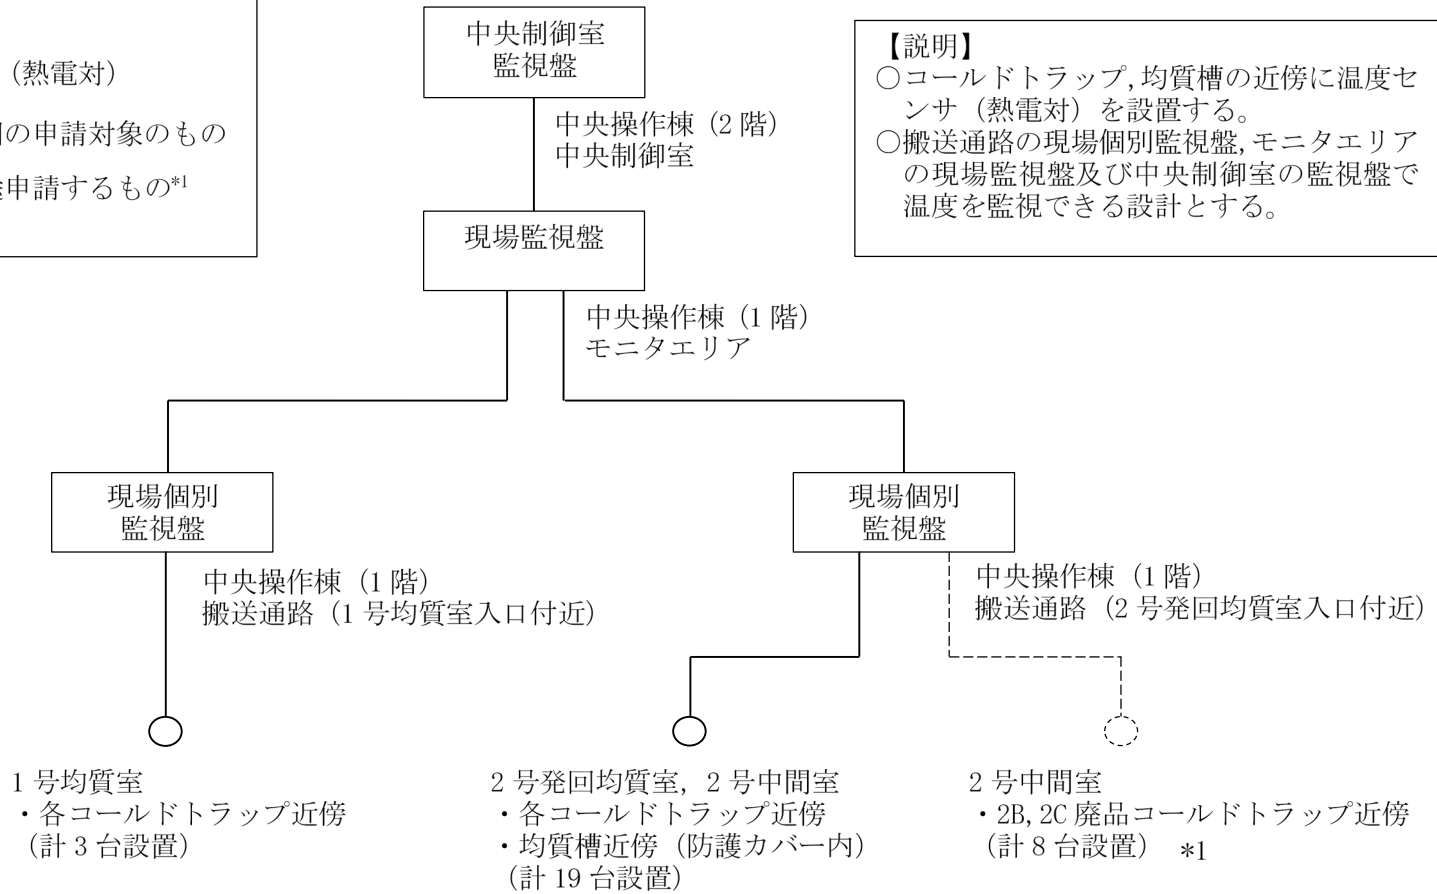 （熱電対）
の申請対象のもの
申請するもの*1
中央制御室
監視盤
中央操作棟（2 階）
中央制御室
現場監視盤
中央操作棟（1 階）
モニタエリア
【説明】
○コールドトラップ,均質槽の近傍に温度セ
ンサ（熱電対）を設置する。
○搬送通路の現場個別監視盤,モニタエリア
の現場監視盤及び中央制御室の監視盤で
温度を監視できる設計とする。
現場個別
監視盤
中央操作棟（1 階）
搬送通路（1 号均質室入口付近）
現場個別
監視盤
中央操作棟（1 階）
搬送通路（2 号発回均質室入口付近）
1 号均質室
・各コールドトラップ近傍
（計 3 台設置）
2 号発回均質室，2 号中間室
・各コールドトラップ近傍
・均質槽近傍（防護カバー内）
（計 19 台設置）
2 号中間室
・2B,2C 廃品コールドトラップ近傍
（計 8 台設置） *1